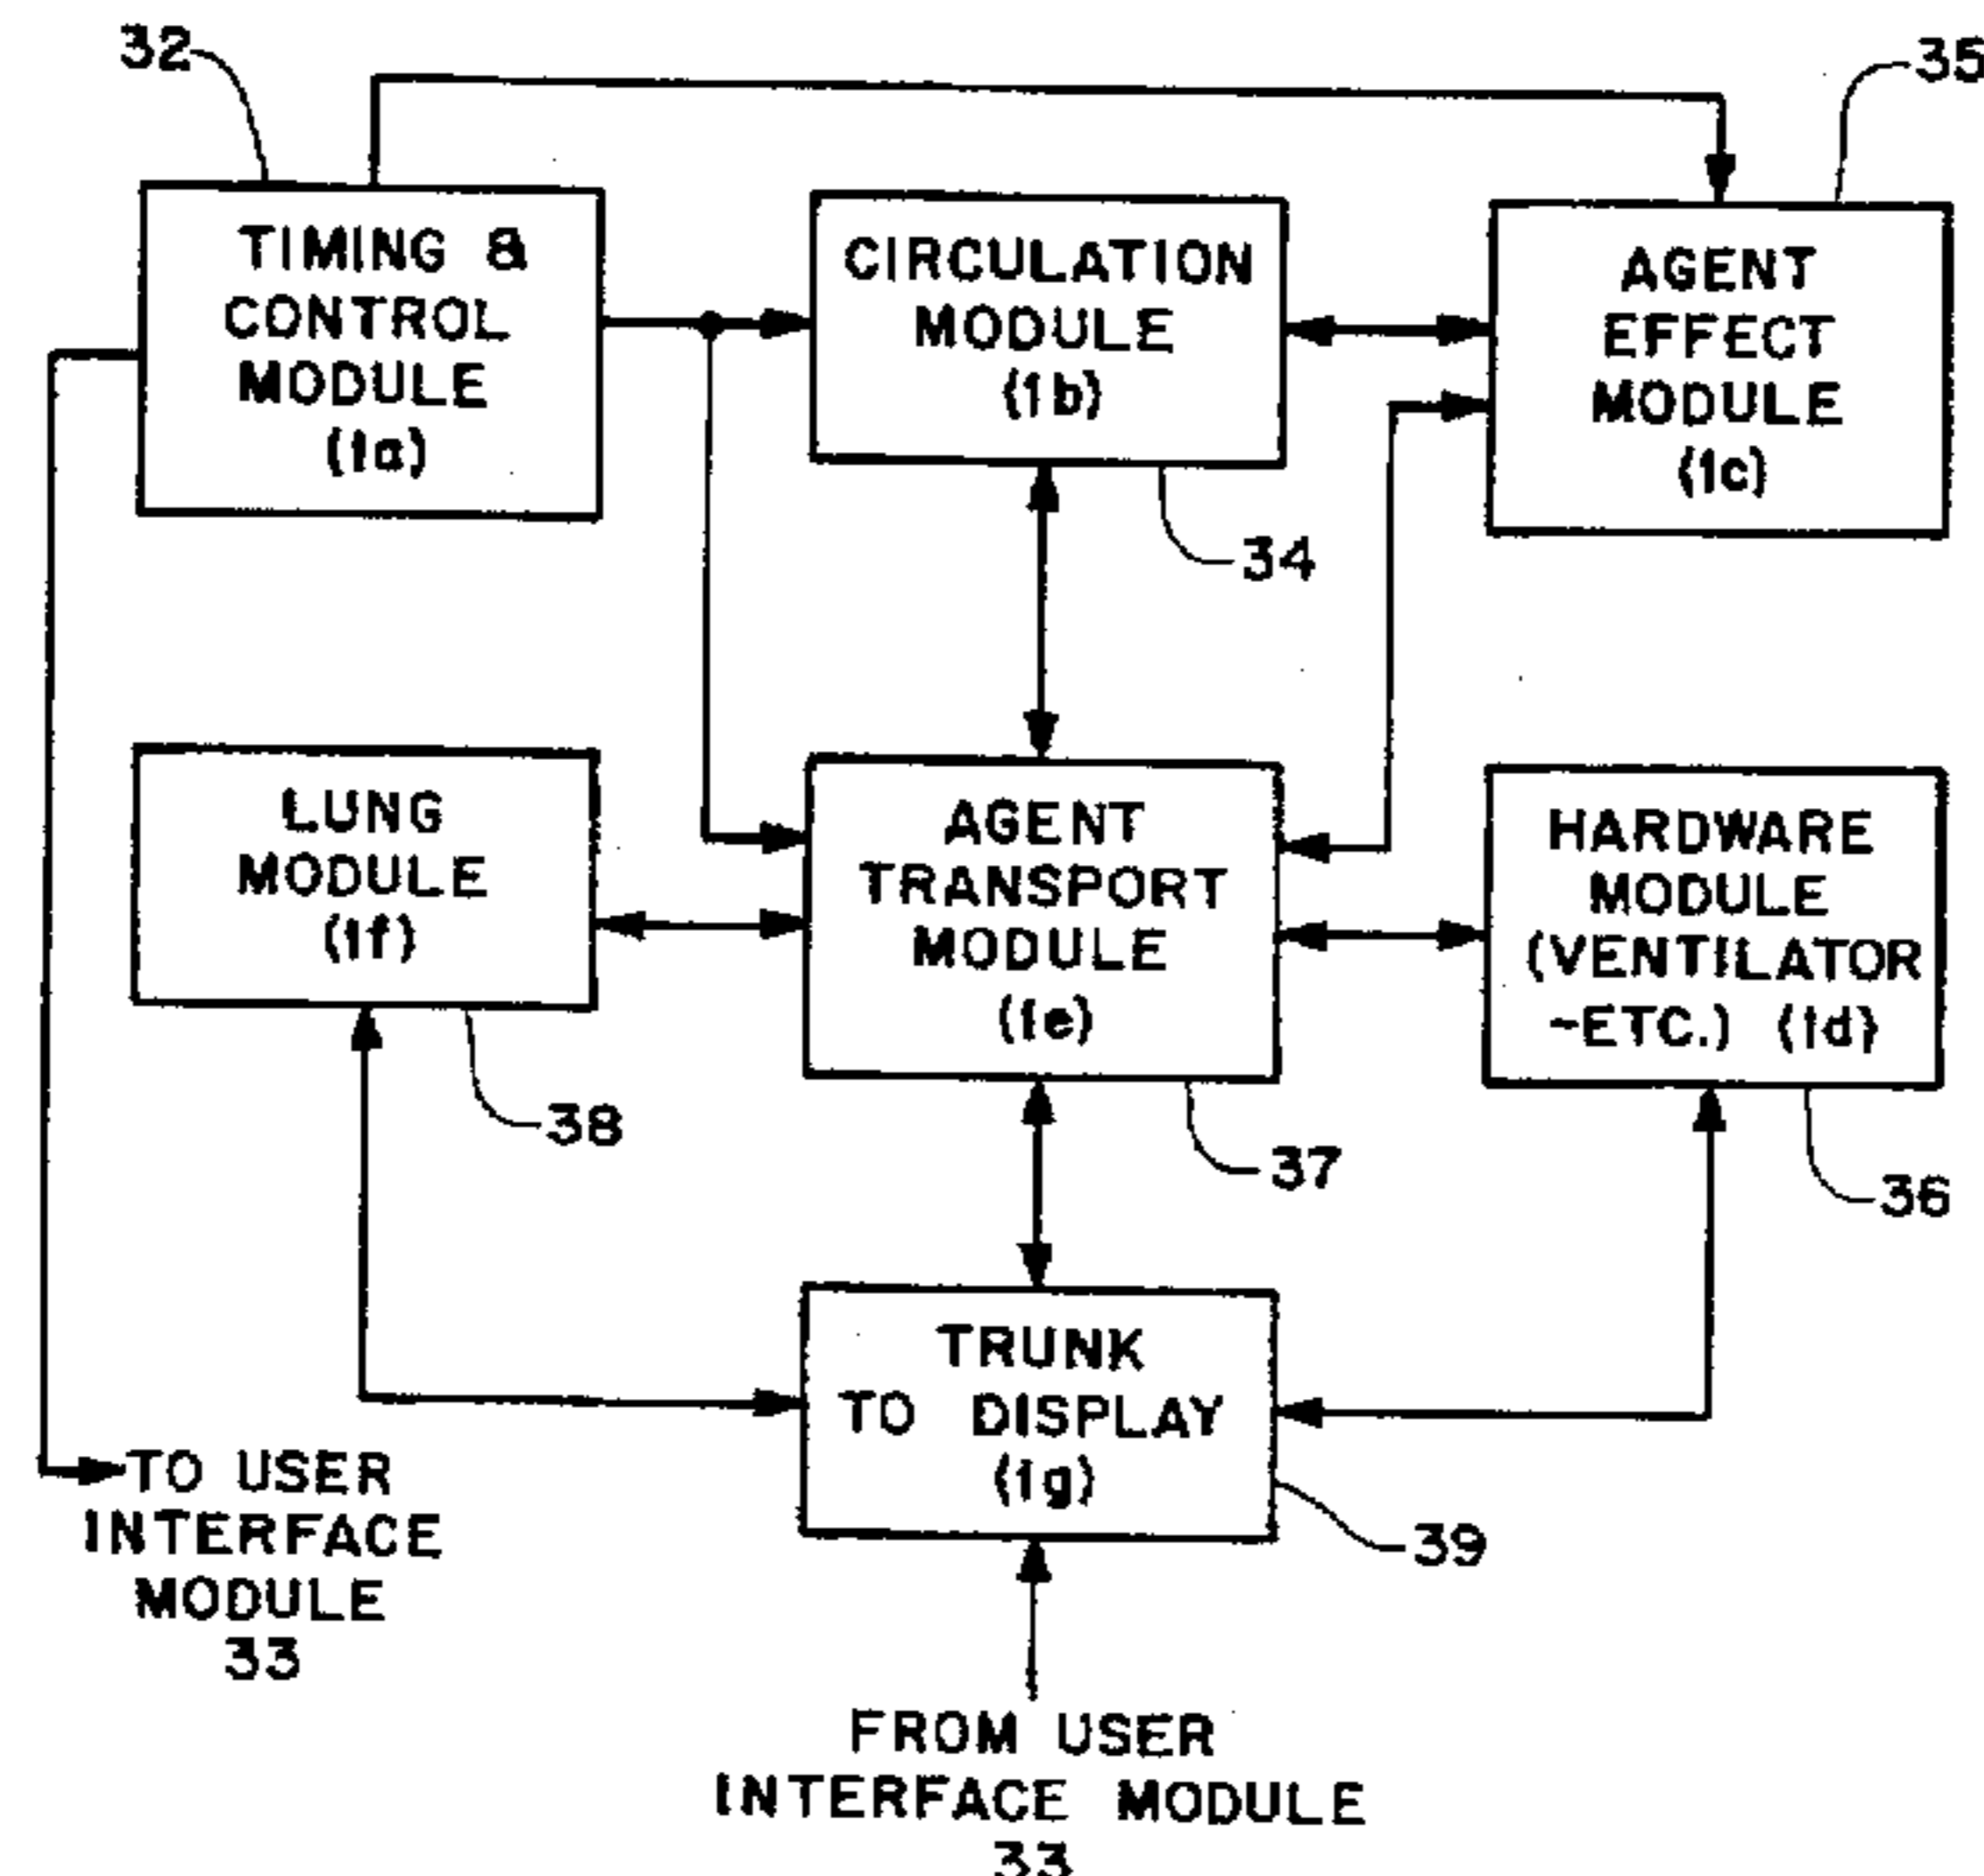 32
35
TIMING &
CONTROL
MODULE
(1a)
CIRCULATION
MODULE
(1b)
AGENT
EFFECT
MODULE
(1c)
34
LUNG
MODULE
(1f)
AGENT
TRANSPORT
MODULE
(1e)
HARDWARE
MODULE
(VENTILATOR
-ETC.) (1d)
38
37
36
TRUNK
TO DISPLAY
(1g)
39
TO USER
INTERFACE
MODULE
33
FROM USER
INTERFACE MODULE
33